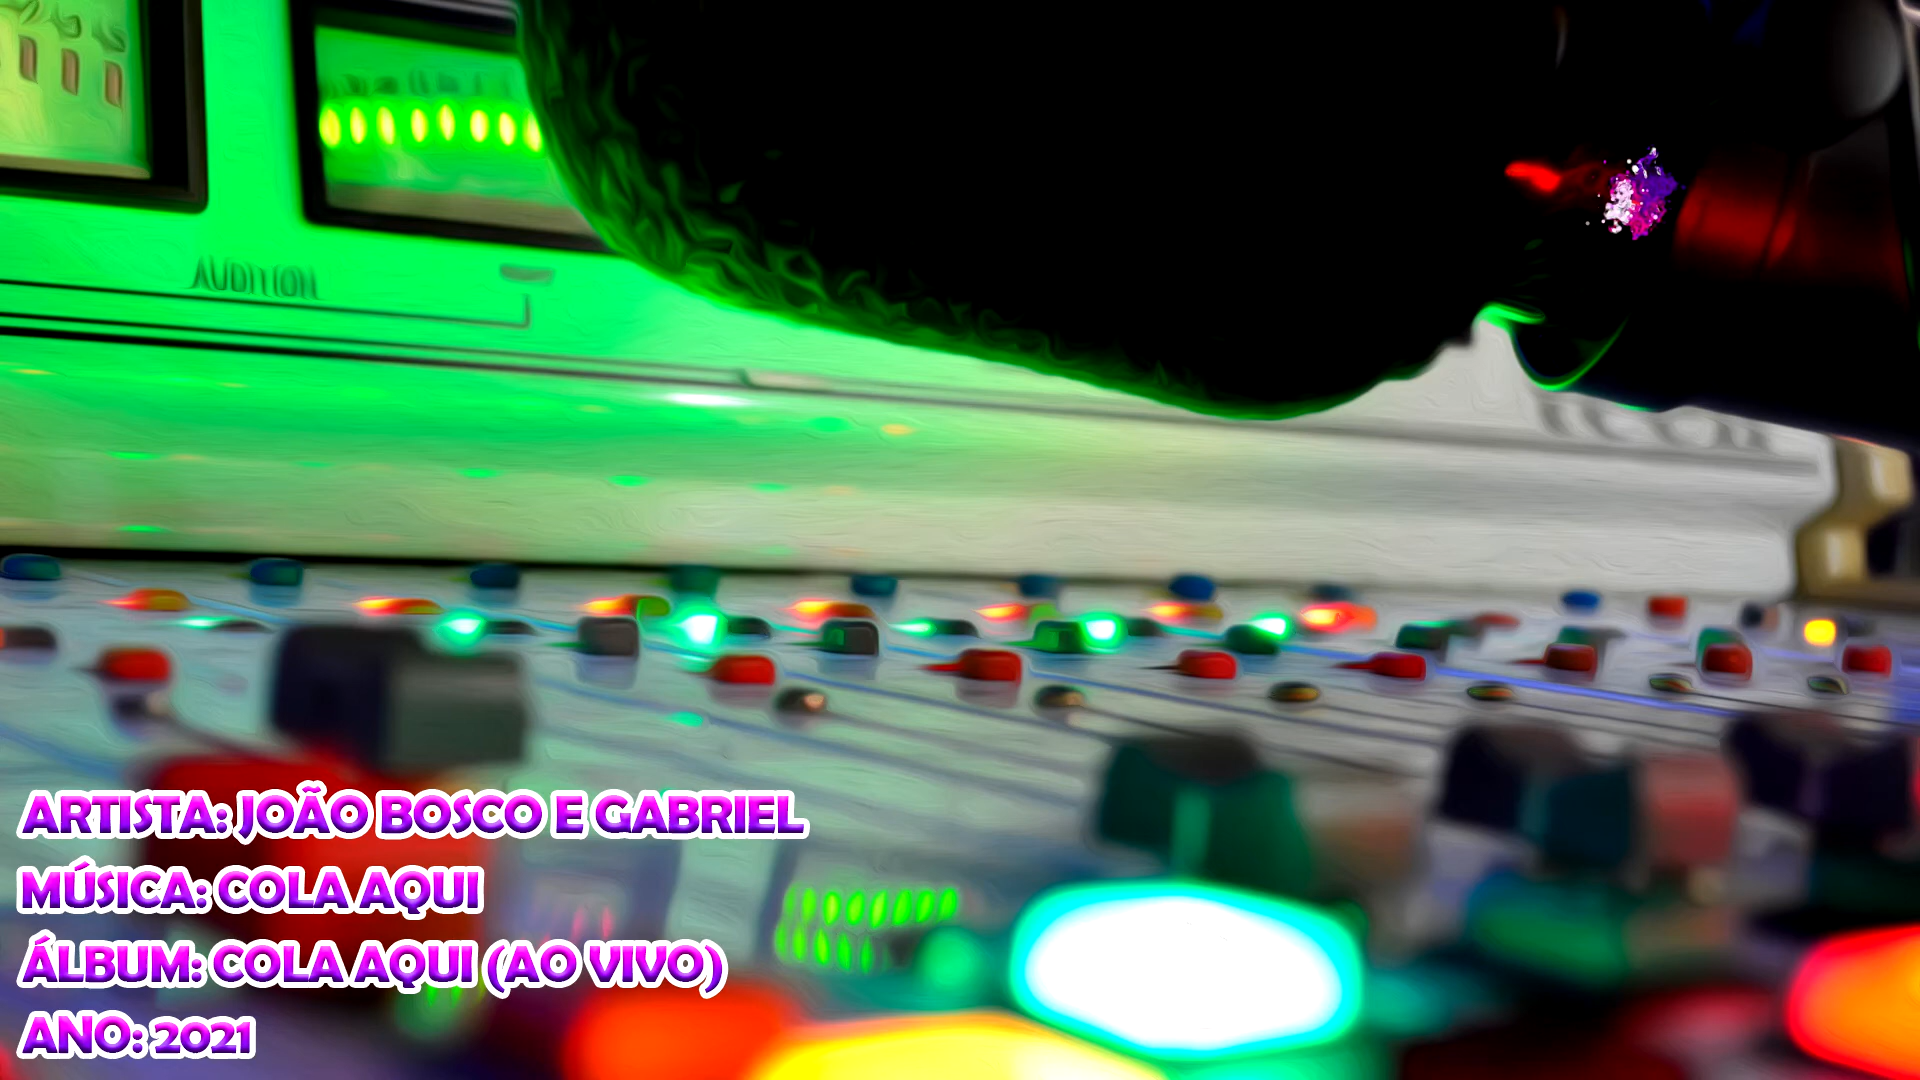 AUDITION
ARTISTA: JOÃO BOSCO E GABRIEL
MÚSICA: COLA AQUI
ÁLBUM: COLA AQUI (AO VIVO)
ANO: 2021